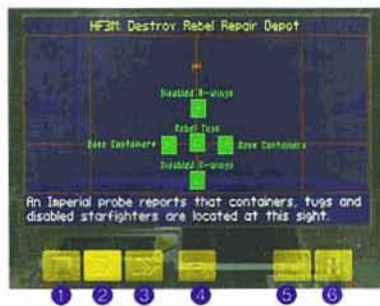 HF3M: Destroy Rebel Repair Depot
Disabled A-wings
Rebel Tugs
Base Containers
Base Containers
Disabled X-wings
An Imperial probe reports that containers, tugs and
disabled starfighters are located at this sight.
1 2 3 4 5 6